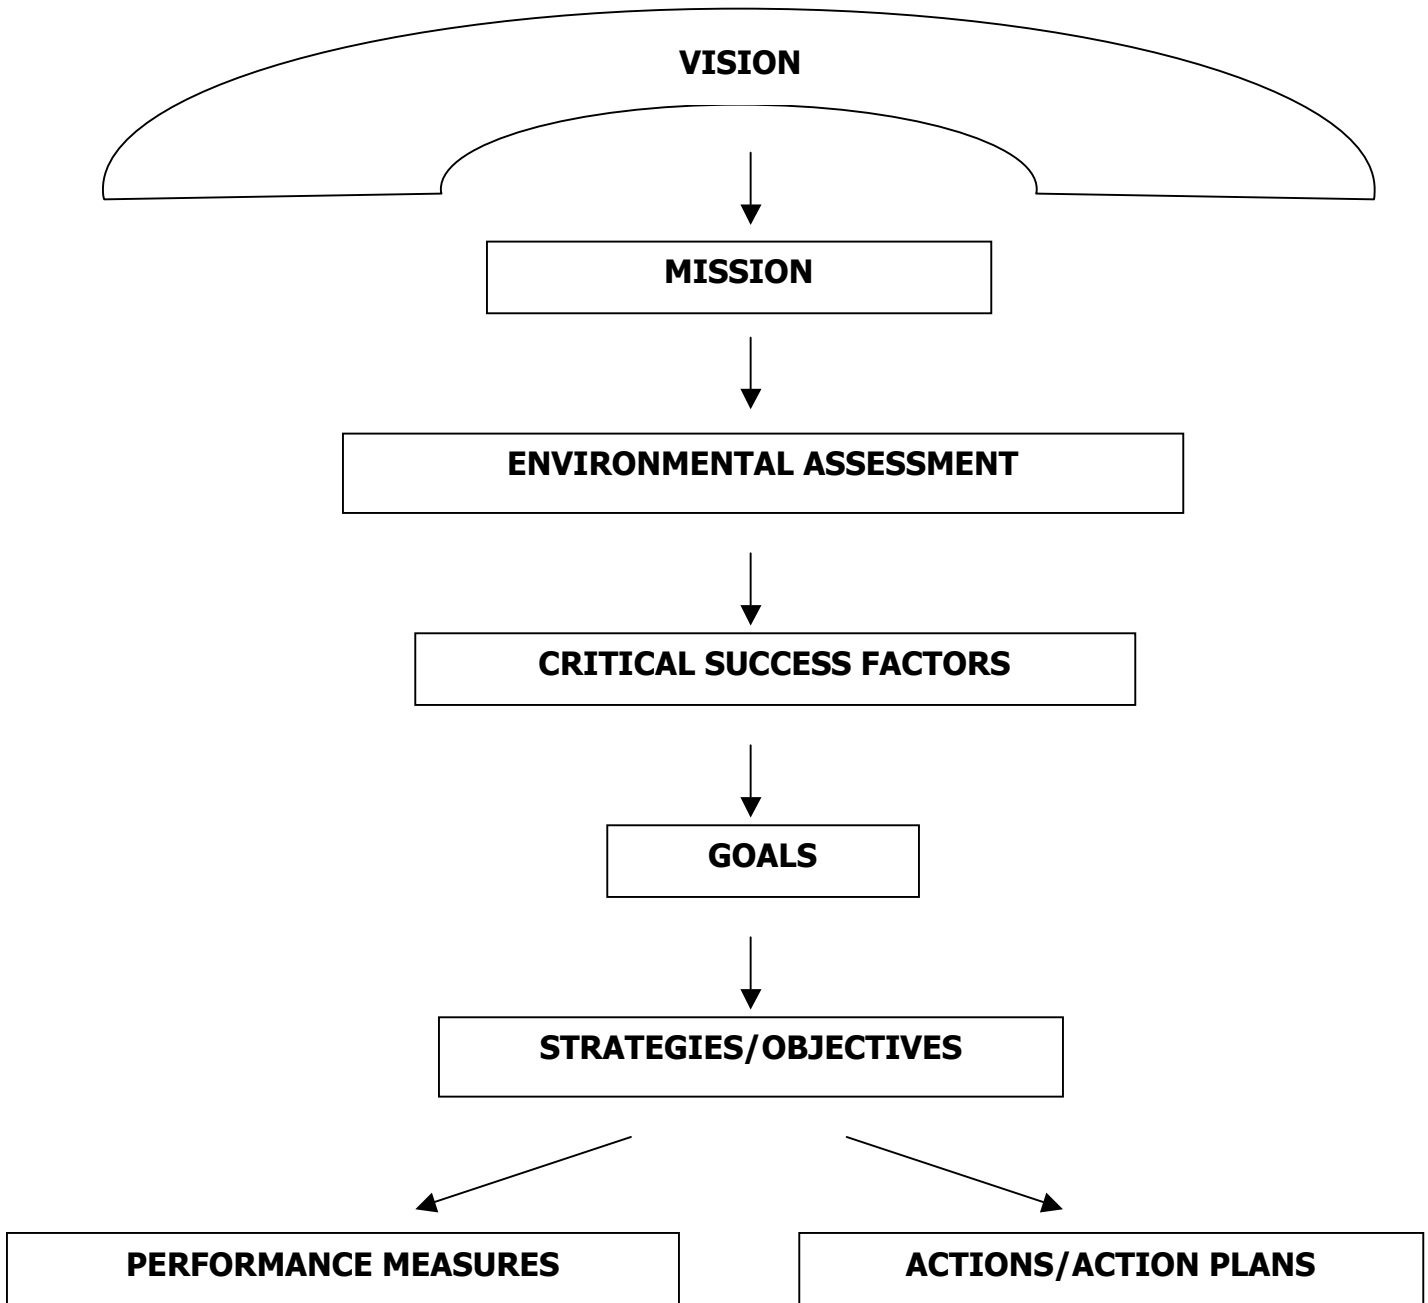 VISION
MISSION
ENVIRONMENTAL ASSESSMENT
CRITICAL SUCCESS FACTORS
GOALS
STRATEGIES/OBJECTIVES
PERFORMANCE MEASURES
ACTIONS/ACTION PLANS